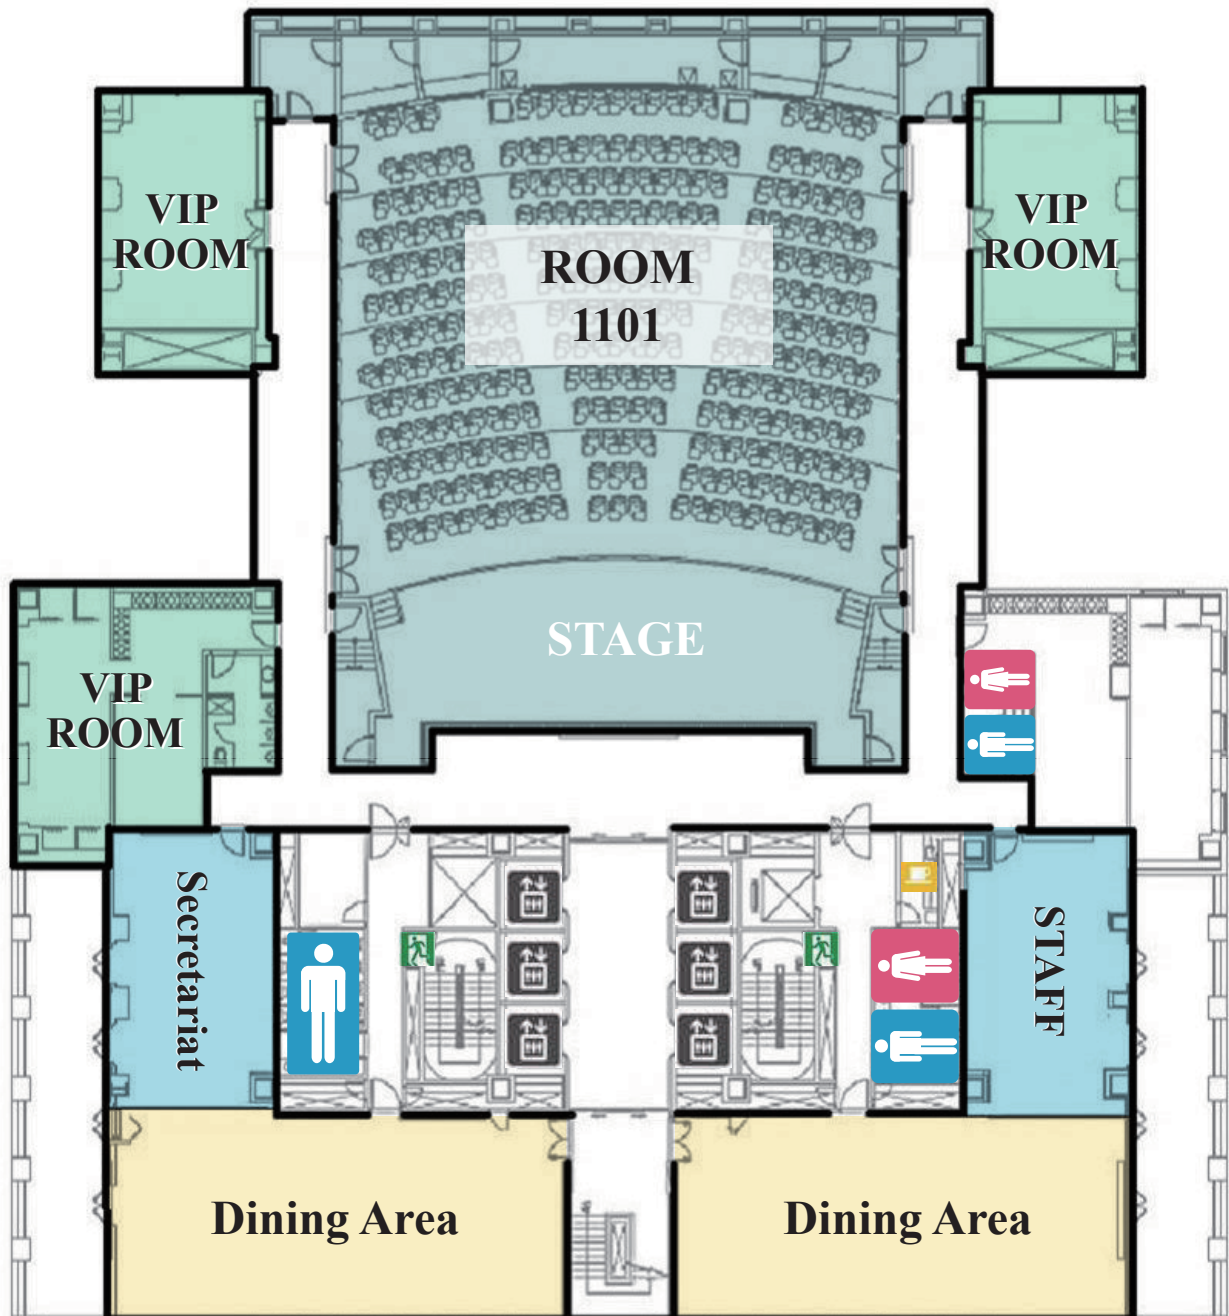 VIP
ROOM
VIP
ROOM
ROOM
1101
STAGE
VIP
ROOM
Secretariat
STAFF
Dining Area
Dining Area